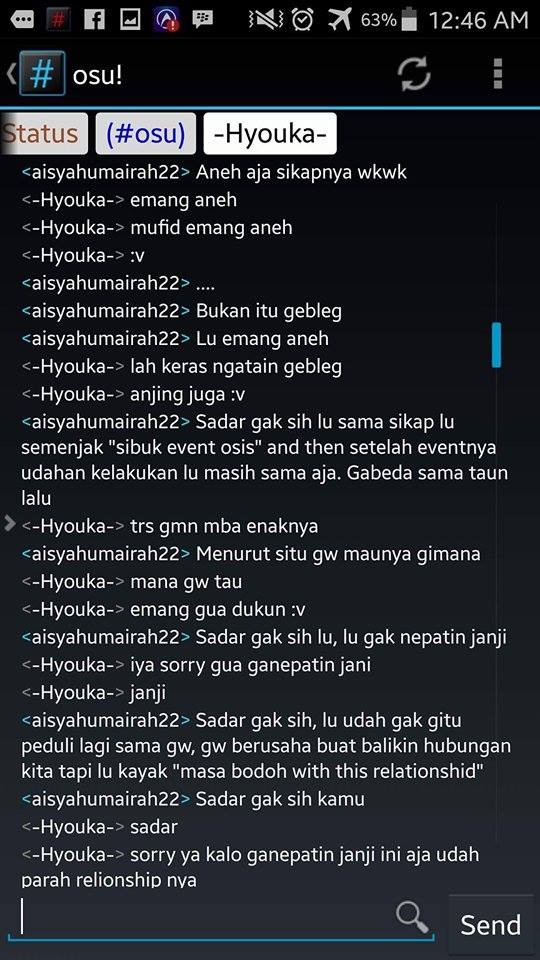 63% 12:46 AM
# osu!
Status (#osu) -Hyouka-
<aisyahumairah22> Aneh aja sikapnya wkwk
<-Hyouka-> emang aneh
<-Hyouka-> mufid emang aneh
<-Hyouka-> :v
<aisyahumairah22> ....
<aisyahumairah22> Bukan itu gebleg
<aisyahumairah22> Lu emang aneh
<-Hyouka-> lah keras ngatain gebleg
<-Hyouka-> anjing juga :v
<aisyahumairah22> Sadar gak sih lu sama sikap lu
semenjak "sibuk event osis" and then setelah eventnya
udahan kelakukan lu masih sama aja. Gabeda sama taun
lalu
<-Hyouka-> trs gmn mba enaknya
<aisyahumairah22> Menurut situ gw maunya gimana
<-Hyouka-> mana gw tau
<-Hyouka-> emang gua dukun :v
<aisyahumairah22> Sadar gak sih lu, lu gak nepatin janji
<-Hyouka-> iya sorry gua ganepatin jani
<-Hyouka-> janji
<aisyahumairah22> Sadar gak sih, lu udah gak gitu
peduli lagi sama gw, gw berusaha buat balikin hubungan
kita tapi lu kayak "masa bodoh with this relationshid"
<aisyahumairah22> Sadar gak sih kamu
<-Hyouka-> sadar
<-Hyouka-> sorry ya kalo ganepatin janji ini aja udah
parah relionship nya
Send